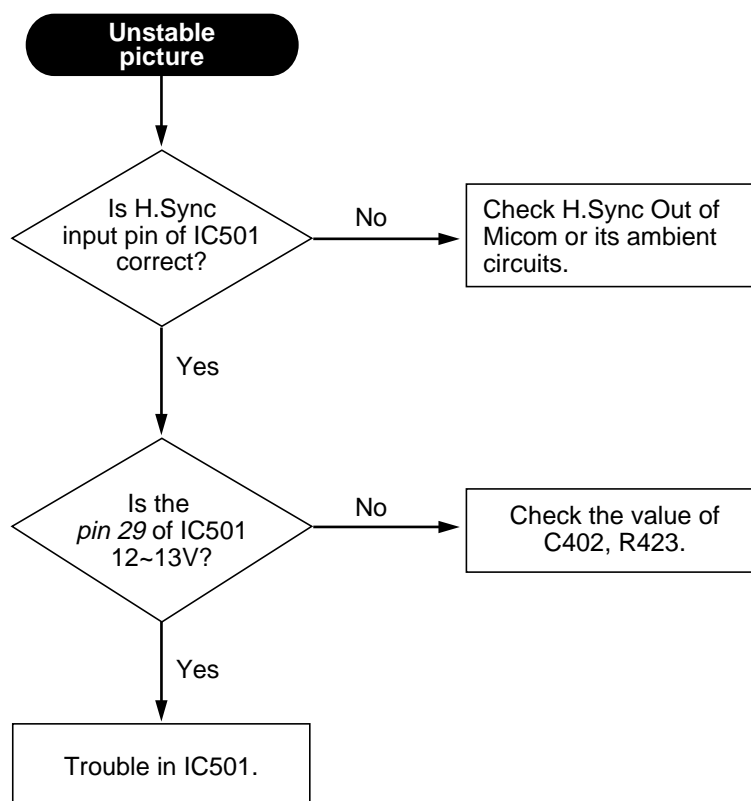 Unstable
picture
Is H.Sync
input pin of IC501
correct?
No
Check H.Sync Out of
Micom or its ambient
circuits.
Yes
Is the
pin 29 of IC501
12~13V?
No
Check the value of
C402, R423.
Yes
Trouble in IC501.